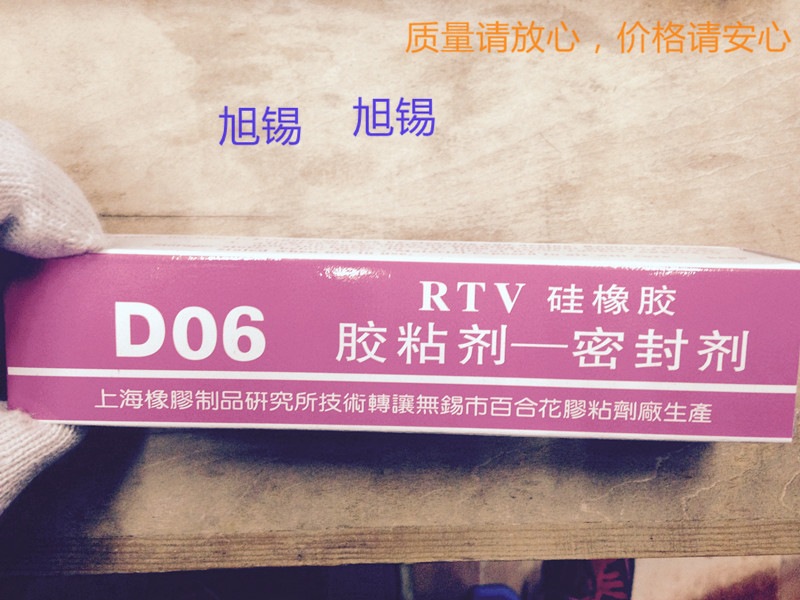 质量请放心，价格请安心
旭锡 旭锡
RTV 硅橡胶
D06
胶粘剂—密封剂
上海橡膠制品研究所技術轉讓無錫市百合花膠粘劑廠生產